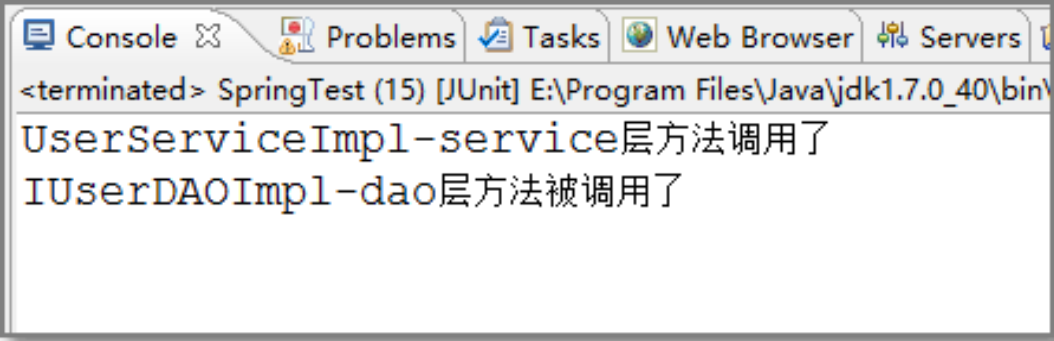 Console Problems Tasks Web Browser Servers
<terminated> SpringTest (15) [JUnit] E:\Program Files\Java\jdk1.7.0_40\bin\
UserServiceImpl-service层方法调用了
IUserDAOImpl-dao层方法被调用了